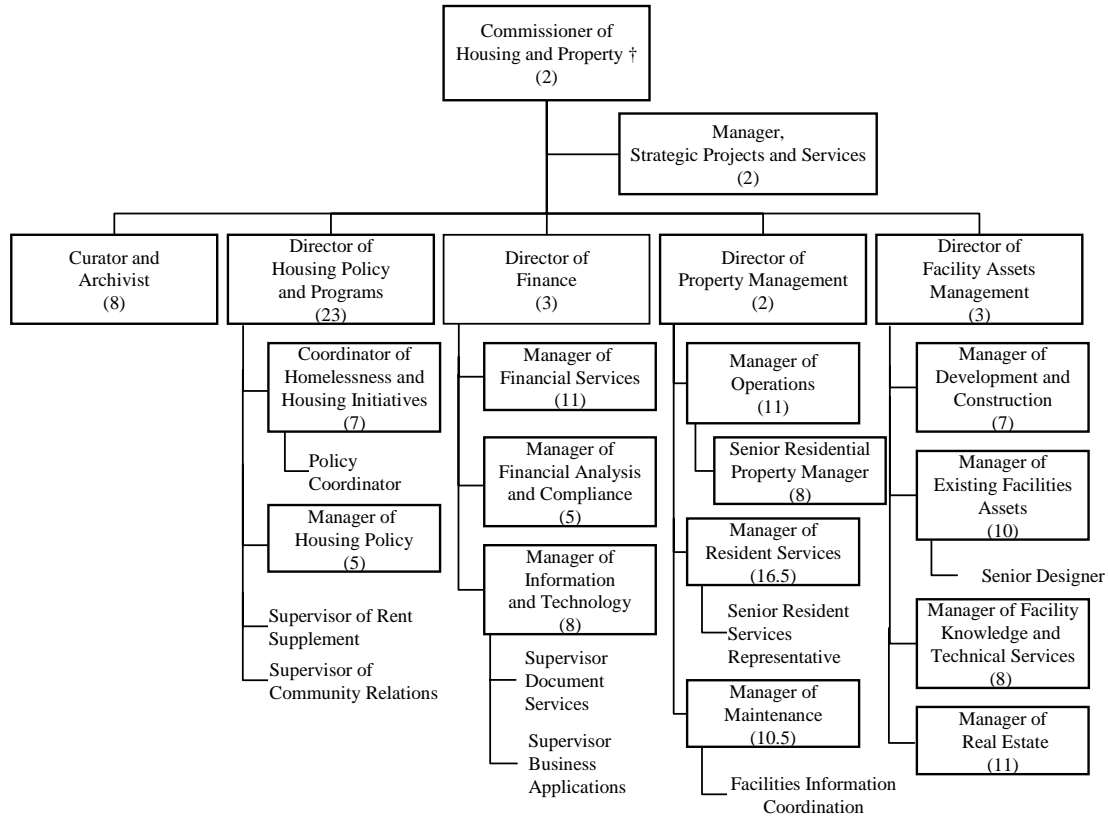 Commissioner of
Housing and Property †
(2)
Manager,
Strategic Projects and Services
(2)
Curator and
Archivist
(8)
Director of
Housing Policy
and Programs
(23)
Director of
Finance
(3)
Director of
Property Management
(2)
Director of
Facility Assets
Management
(3)
Coordinator of
Homelessness and
Housing Initiatives
(7)
Policy
Coordinator
Manager of
Housing Policy
(5)
Supervisor of Rent
Supplement
Supervisor of
Community Relations
Manager of
Financial Services
(11)
Manager of
Financial Analysis
and Compliance
(5)
Manager of
Information
and Technology
(8)
Supervisor
Document
Services
Supervisor
Business
Applications
Manager of
Operations
(11)
Senior Residential
Property Manager
(8)
Manager of
Resident Services
(16.5)
Senior Resident
Services
Representative
Manager of
Maintenance
(10.5)
Facilities Information
Coordination
Manager of
Development and
Construction
(7)
Manager of
Existing Facilities
Assets
(10)
Senior Designer
Manager of Facility
Knowledge and
Technical Services
(8)
Manager of
Real Estate
(11)